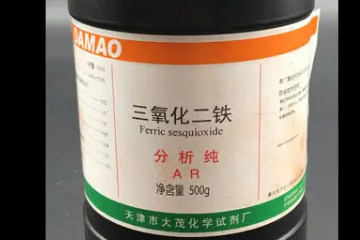 DAMAO
三氧化二铁
Ferric sesquioxide
分析纯
AR
净含量 500g
天津市大茂化学试剂厂